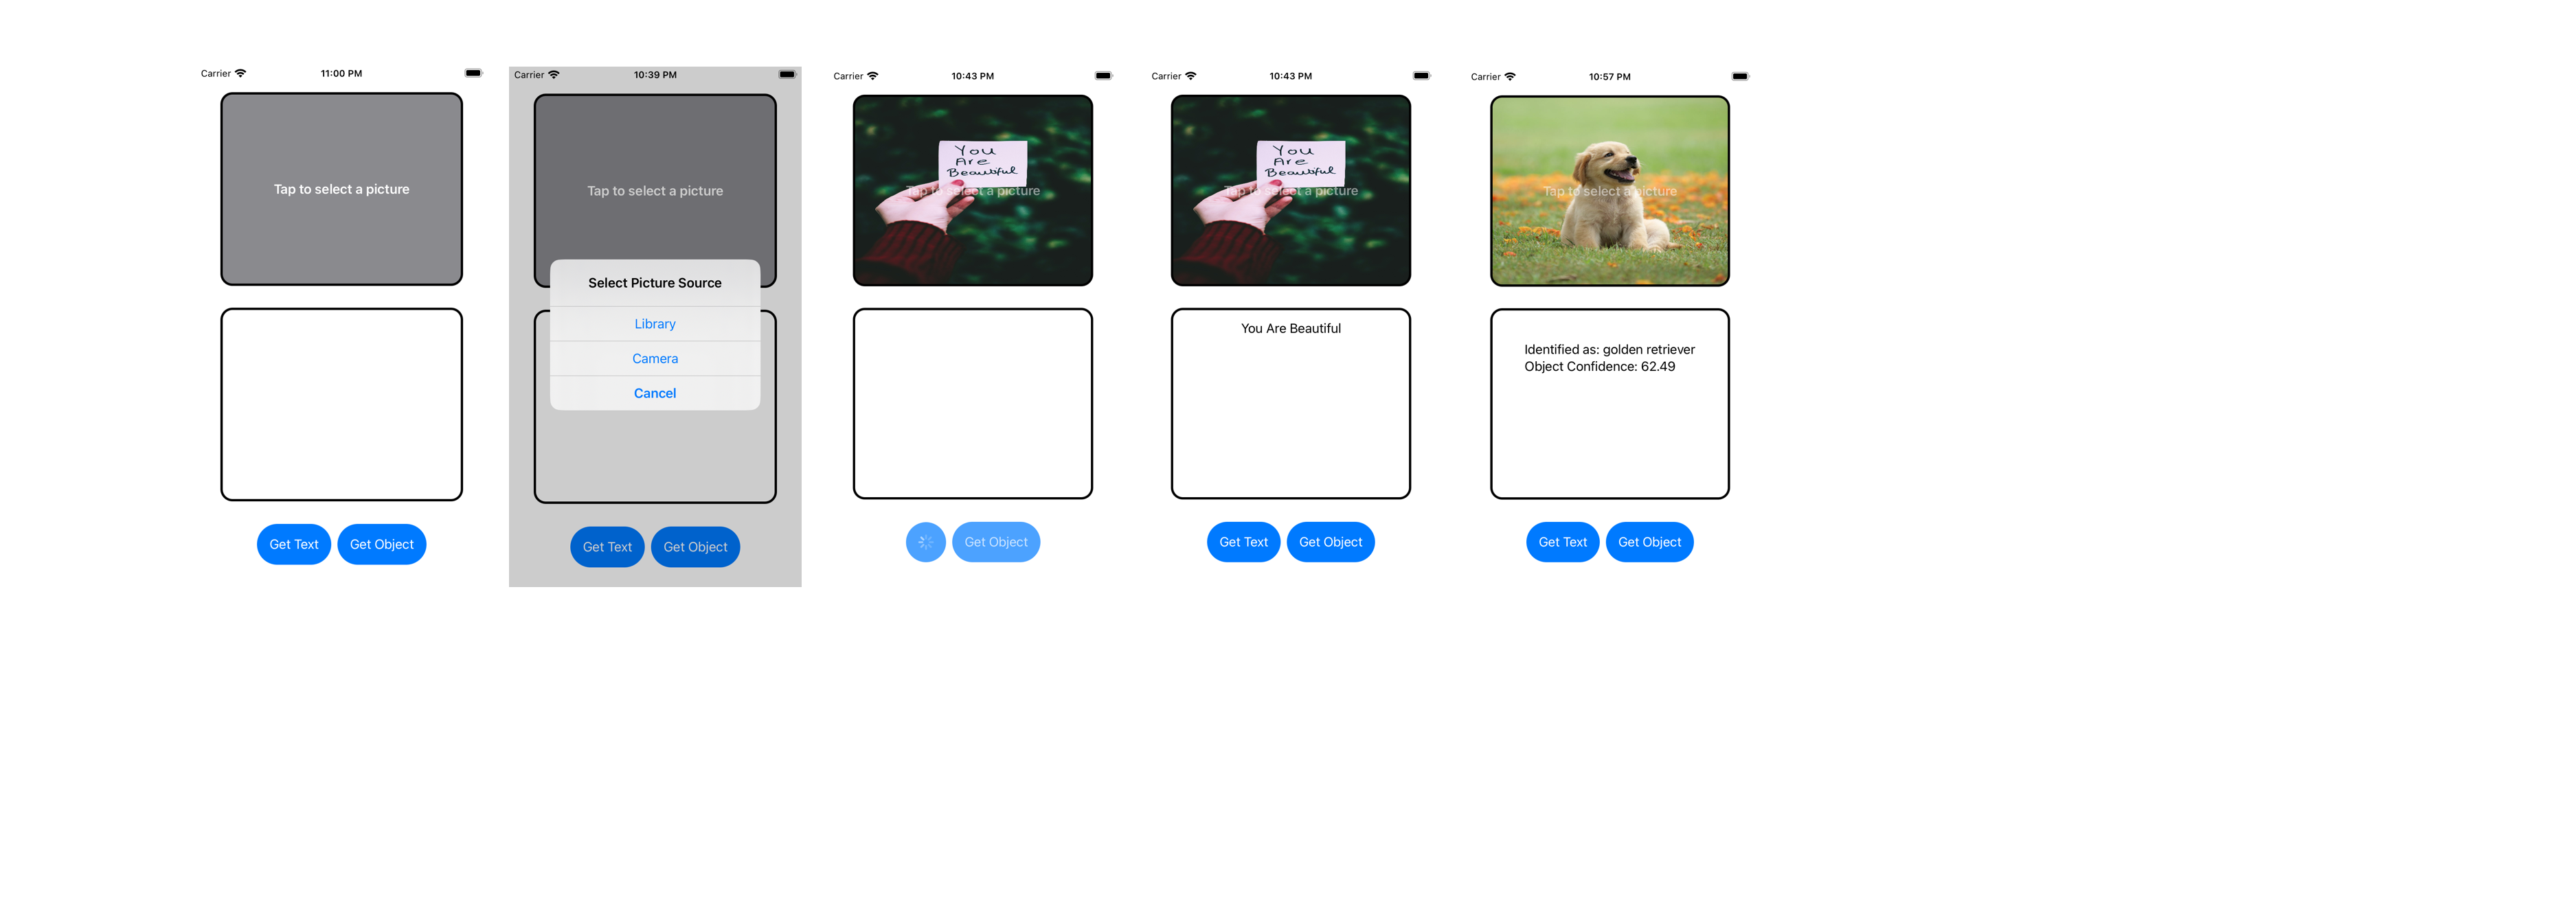 Carrier 11:00 PM
Tap to select a picture
Get Text Get Object
Carrier 10:39 PM
Tap to select a picture
Select Picture Source
Library
Camera
Cancel
Get Text Get Object
Carrier 10:43 PM
You
Are
Beautiful
Tap to select a picture
Get Object
Carrier 10:43 PM
You
Are
Beautiful
Tap to select a picture
You Are Beautiful
Get Text Get Object
Carrier 10:57 PM
Tap to select a picture
Identified as: golden retriever
Object Confidence: 62.49
Get Text Get Object